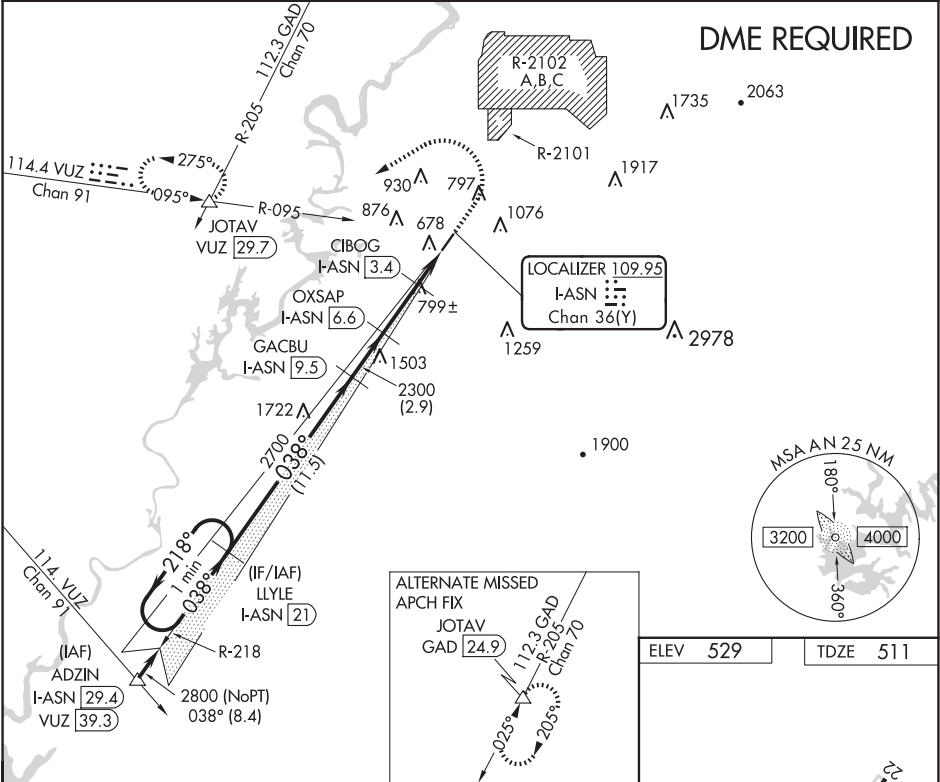 DME REQUIRED
112.3 GAD
Chan 70
R-205
R-2102
A,B,C
R-2101
1735
2063
1917
114.4 VUZ
Chan 91
275°
095°
R-095
JOTAV
VUZ 29.7
930
797
876
678
1076
CIBOG
I-ASN 3.4
799±
LOCALIZER 109.95
I-ASN
Chan 36(Y)
OXSAP
I-ASN 6.6
GACBU
I-ASN 9.5
1503
1259
2978
2300
(2.9)
1722
2700
038°
(11.5)
1900
MSA AN 25 NM
180°
3200
4000
360°
218°
1 min
038°
(IF/IAF)
LLYLE
I-ASN 21
114. VUZ
Chan 91
R-218
(IAF)
ADZIN
I-ASN 29.4
VUZ 39.3
2800 (NoPT)
038° (8.4)
ALTERNATE MISSED
APCH FIX
JOTAV
GAD 24.9
112.3 GAD
R-205
Chan 70
025°
205°
ELEV 529
TDZE 511
22